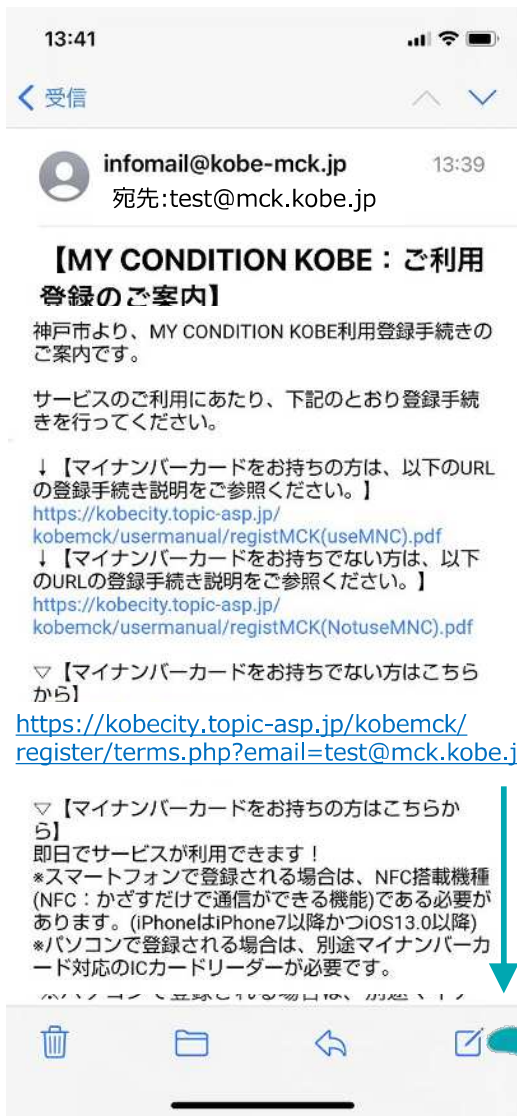 13:41
受信
infomail@kobe-mck.jp 13:39
宛先:test@mck.kobe.jp
【MY CONDITION KOBE:ご利用
登録のご案内】
神戸市より、MY CONDITION KOBE利用登録手続きの
ご案内です。
サービスのご利用にあたり、下記のとおり登録手続
きを行ってください。
↓【マイナンバーカードをお持ちの方は、以下のURL
の登録手続き説明をご参照ください。】
https://kobecity.topic-asp.jp/
kobemck/usermanual/registMCK(useMNC).pdf
↓【マイナンバーカードをお持ちでない方は、以下
のURLの登録手続き説明をご参照ください。】
https://kobecity.topic-asp.jp/
kobemck/usermanual/registMCK(NotuseMNC).pdf
▽【マイナンバーカードをお持ちでない方はこちら
から】
https://kobecity.topic-asp.jp/kobemck/
register/terms.php?email=test@mck.kobe.j
▽【マイナンバーカードをお持ちの方はこちらか
ら】
即日でサービスが利用できます!
※スマートフォンで登録される場合は、NFC搭載機種
(NFC:かざすだけで通信ができる機能)である必要が
あります。(iPhoneはiPhone7以降かつiOS13.0以降)
※パソコンで登録される場合は、別途マイナンバーカ
ード対応のICカードリーダーが必要です。